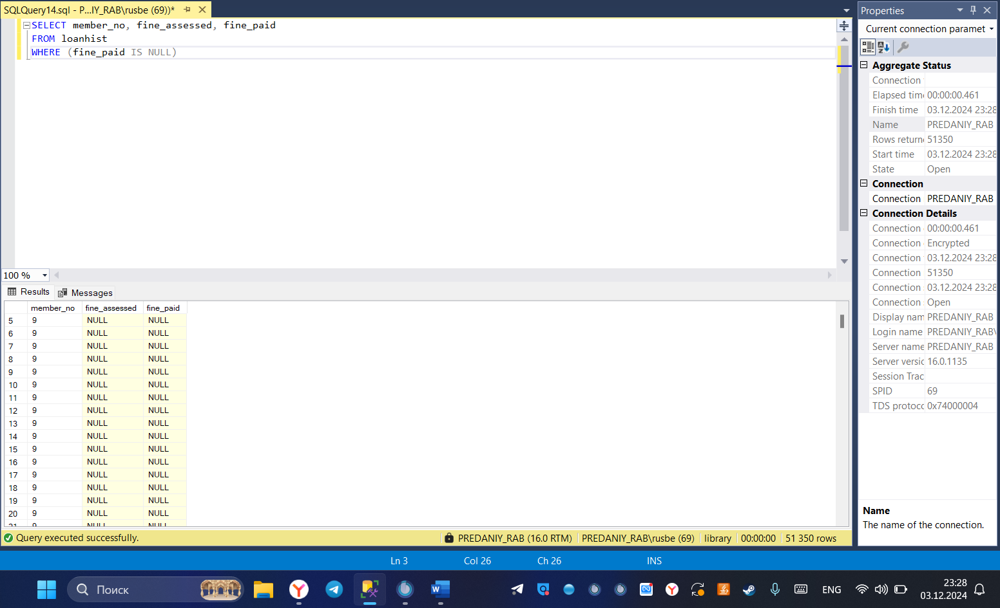 SQLQuery14.sql - P...IY_RAB\rusbe (69))*
SELECT member_no, fine_assessed, fine_paid
FROM loanhist
WHERE (fine_paid IS NULL)
100 %
Results Messages
member_no fine_assessed fine_paid
5 9 NULL NULL
6 9 NULL NULL
7 9 NULL NULL
8 9 NULL NULL
9 9 NULL NULL
10 9 NULL NULL
11 9 NULL NULL
12 9 NULL NULL
13 9 NULL NULL
14 9 NULL NULL
15 9 NULL NULL
16 9 NULL NULL
17 9 NULL NULL
18 9 NULL NULL
19 9 NULL NULL
20 9 NULL NULL
21 9 NULL NULL
Query executed successfully.
PREDANIY_RAB (16.0 RTM) PREDANIY_RAB\rusbe (69) library 00:00:00 51 350 rows
Properties
Current connection paramet
Aggregate Status
Connection
Elapsed tim 00:00:00.461
Finish time 03.12.2024 23:28
Name PREDANIY_RAB
Rows return 51350
Start time 03.12.2024 23:28
State Open
Connection
Connection PREDANIY_RAB
Connection Details
Connection 00:00:00.461
Connection Encrypted
Connection 03.12.2024 23:28
Connection 51350
Connection 03.12.2024 23:28
Connection Open
Display nam PREDANIY_RAB
Login name PREDANIY_RAB\
Server name PREDANIY_RAB
Server versic 16.0.1135
Session Trac
SPID 69
TDS protocc 0x74000004
Name
The name of the connection.
Ln 3 Col 26 Ch 26 INS
Поиск
ENG
23:28
03.12.2024